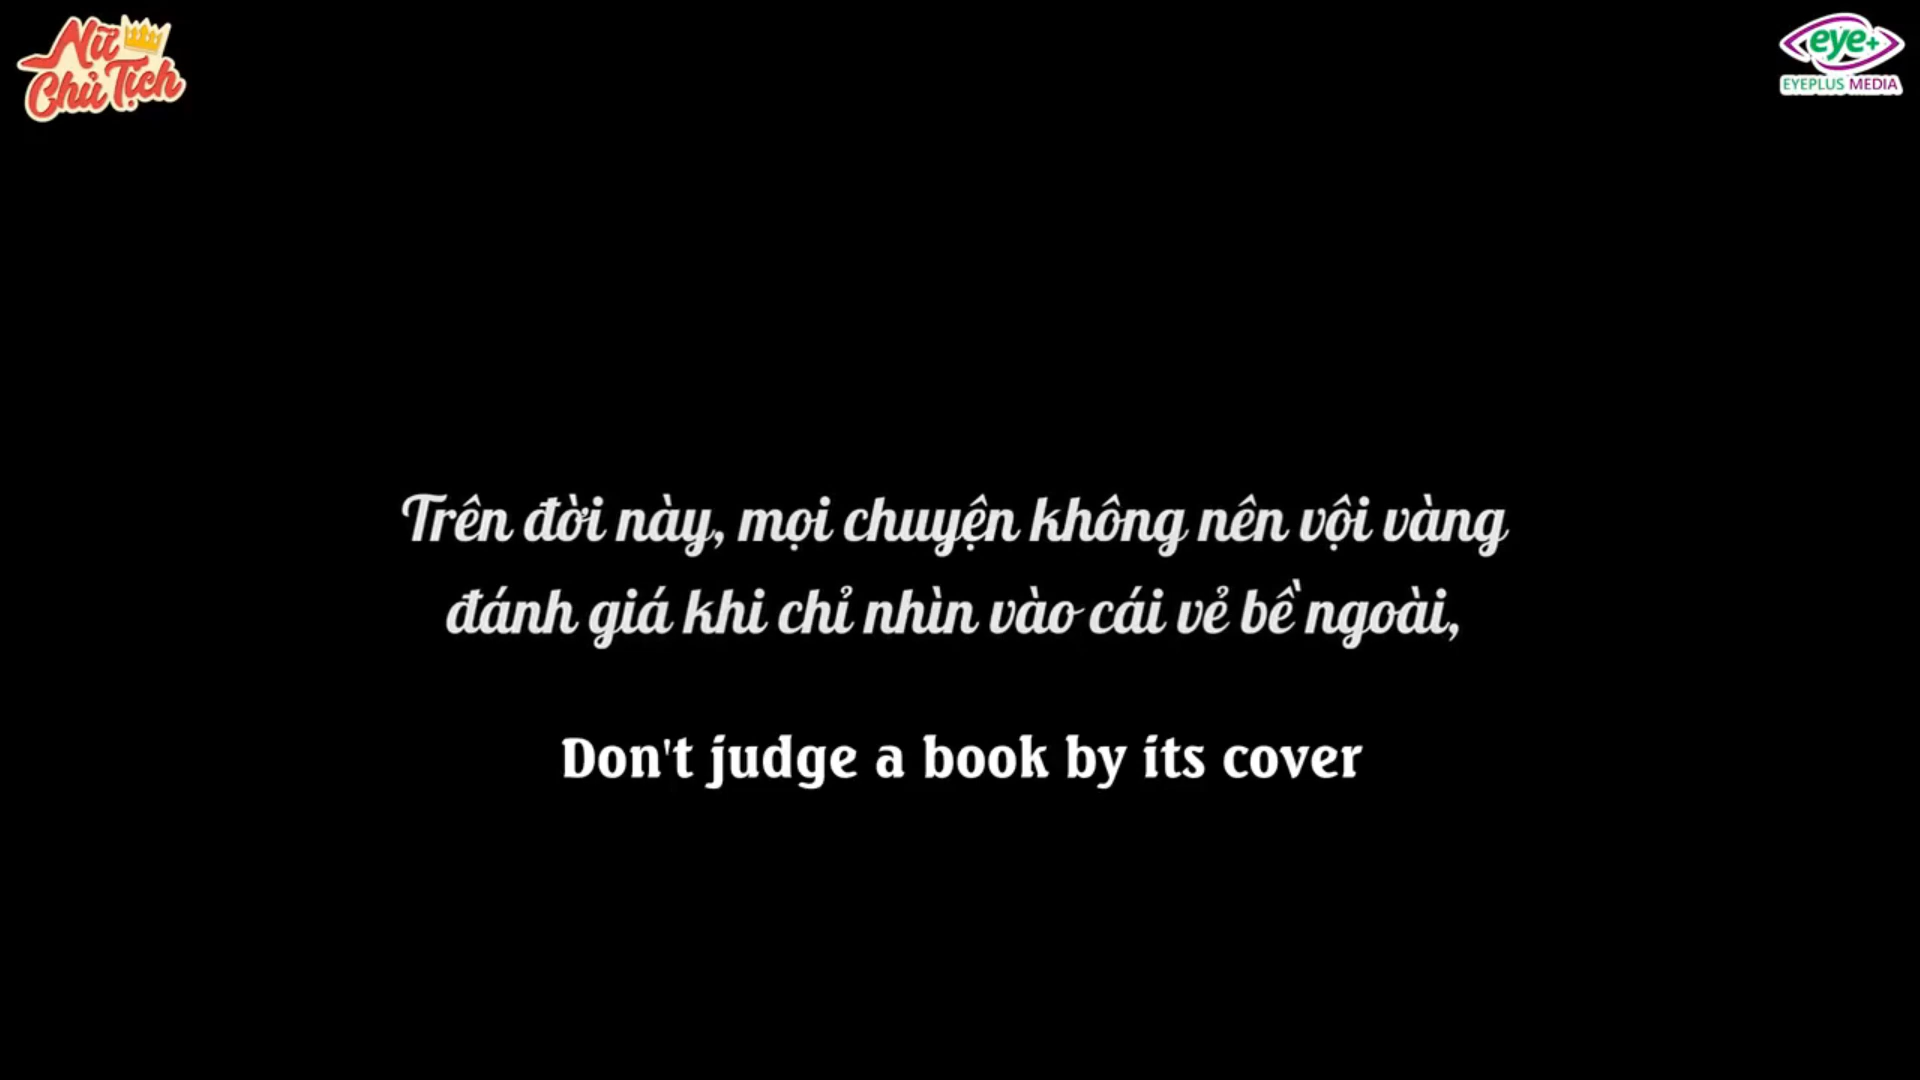 Nữ
Chủ Tịch
eye+
EYEPLUS MEDIA
Trên đời này, mọi chuyện không nên vội vàng
đánh giá khi chỉ nhìn vào cái vẻ bề ngoài,
Don't judge a book by its cover